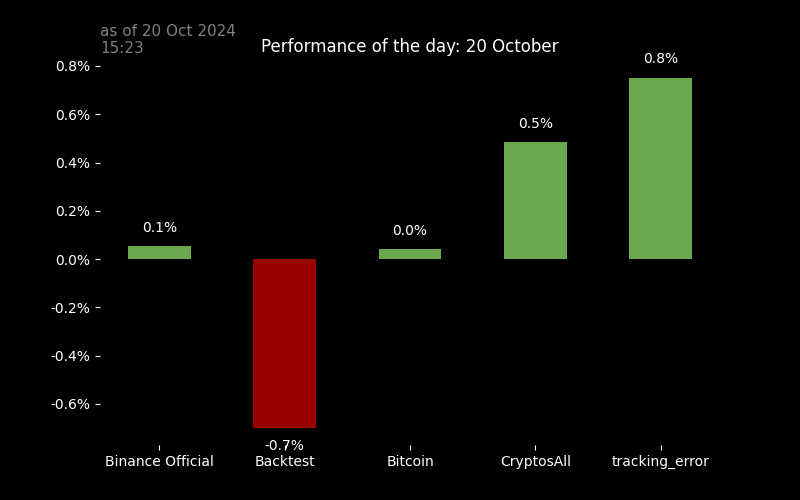 as of 20 Oct 2024
15:23
Performance of the day: 20 October
0.8%
0.6%
0.4%
0.2%
0.0%
-0.2%
-0.4%
-0.6%
0.1%
-0.7%
0.0%
0.5%
0.8%
Binance Official
Backtest
Bitcoin
CryptosAll
tracking_error